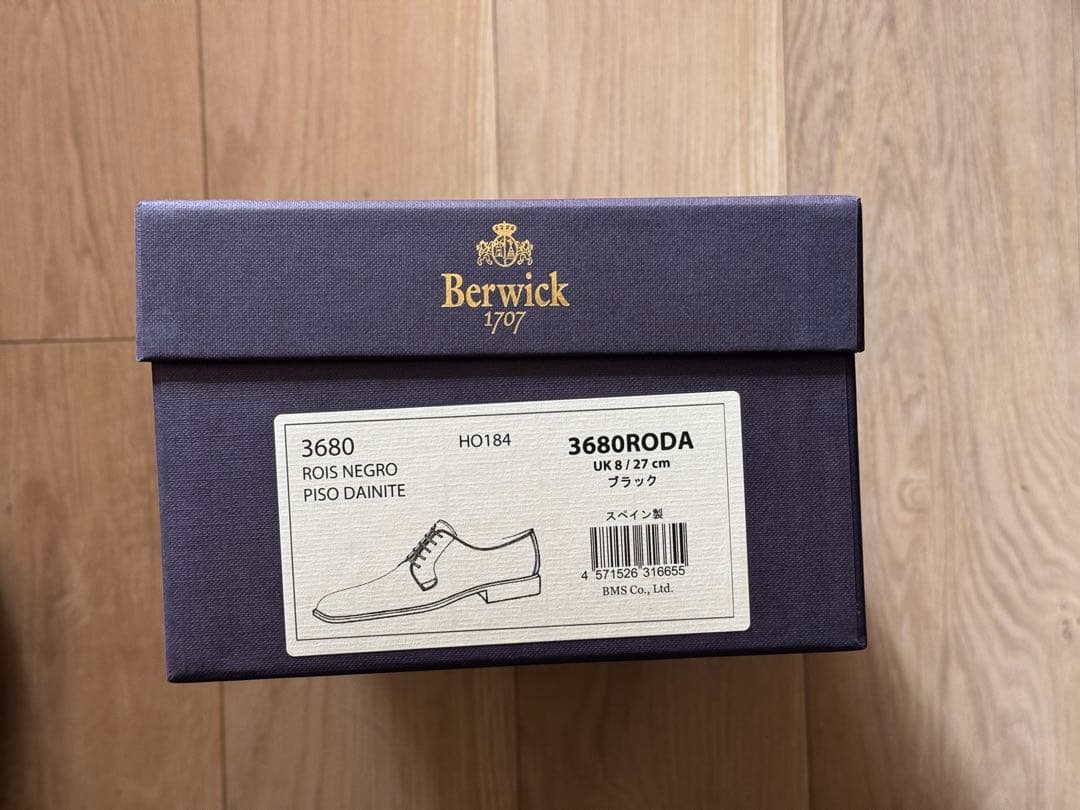 Berwick
1707
3680
ROIS NEGRO
PISO DAINITE
HO184
3680RODA
UK 8 / 27 cm
ブラック
スペイン製
4 571526 316655
BMS Co., Ltd.